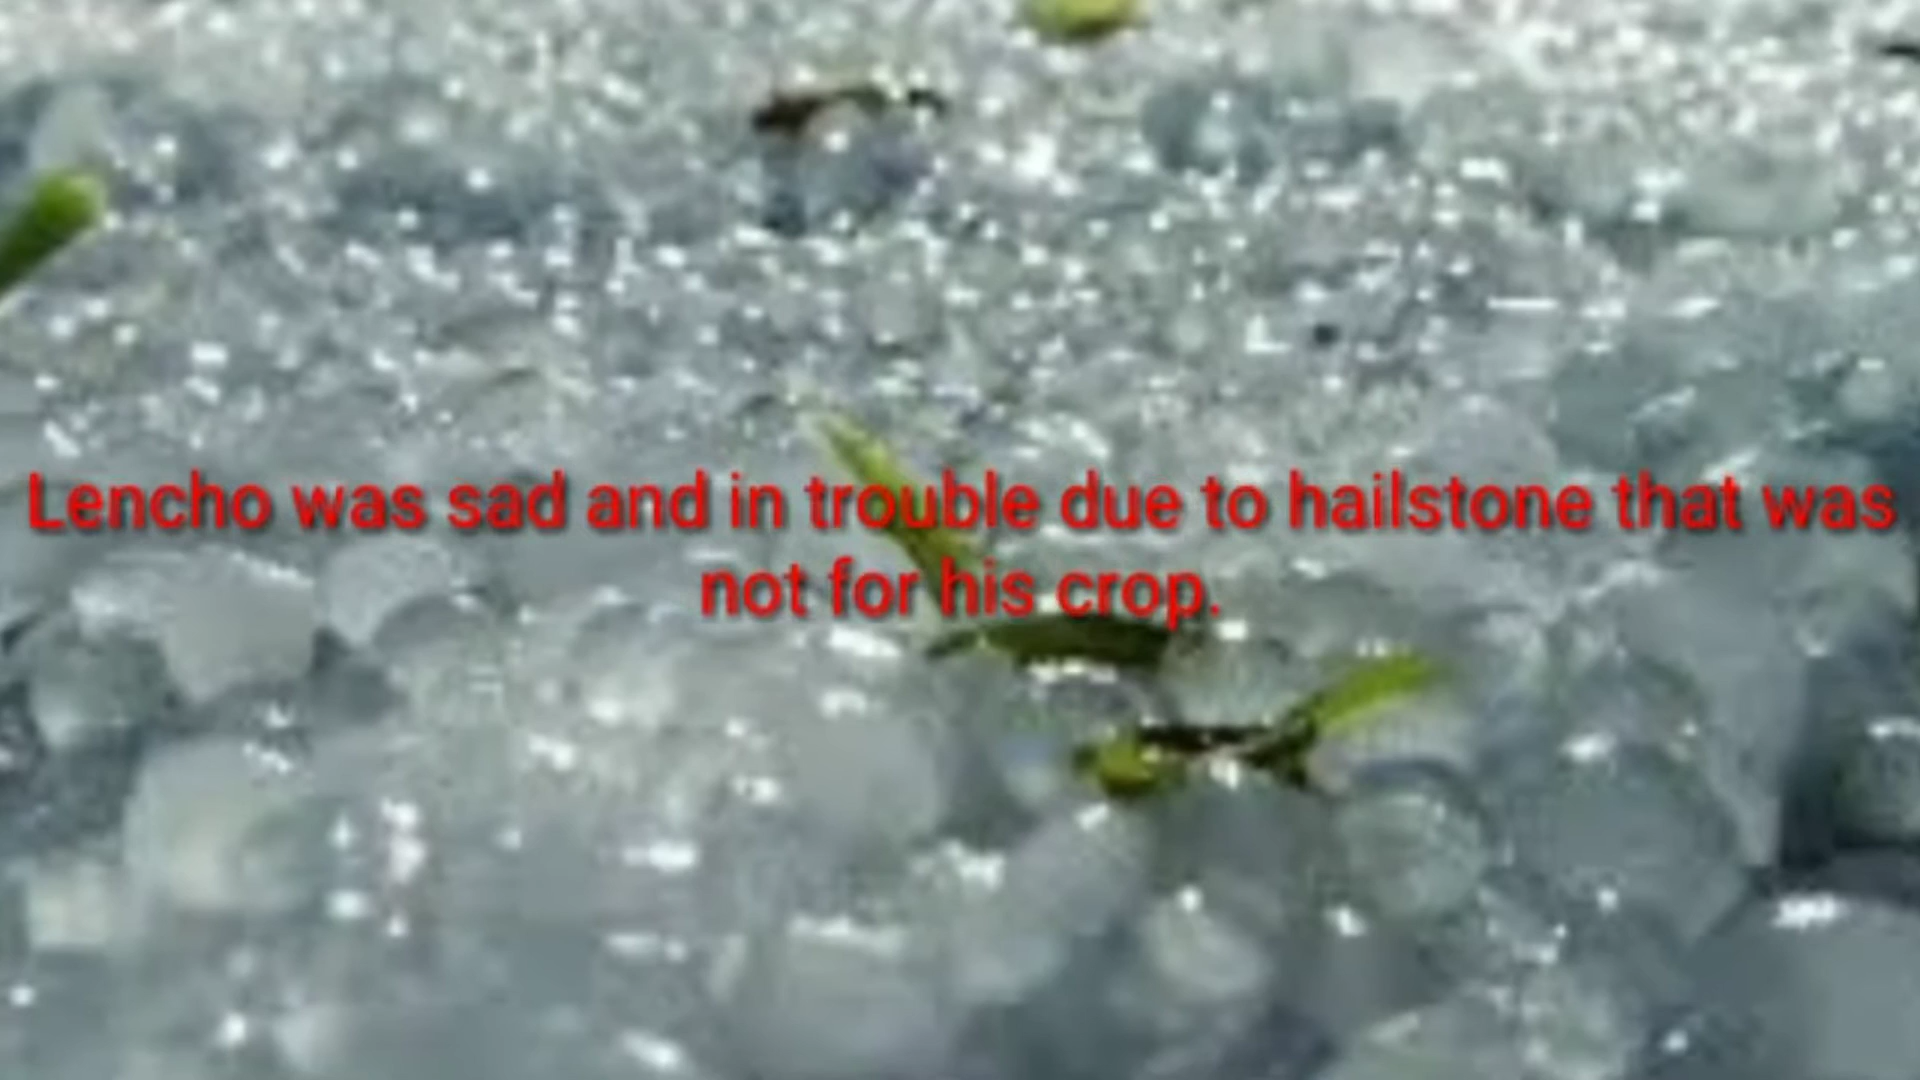 Lencho was sad and in trouble due to hailstone that was
not for his crop.